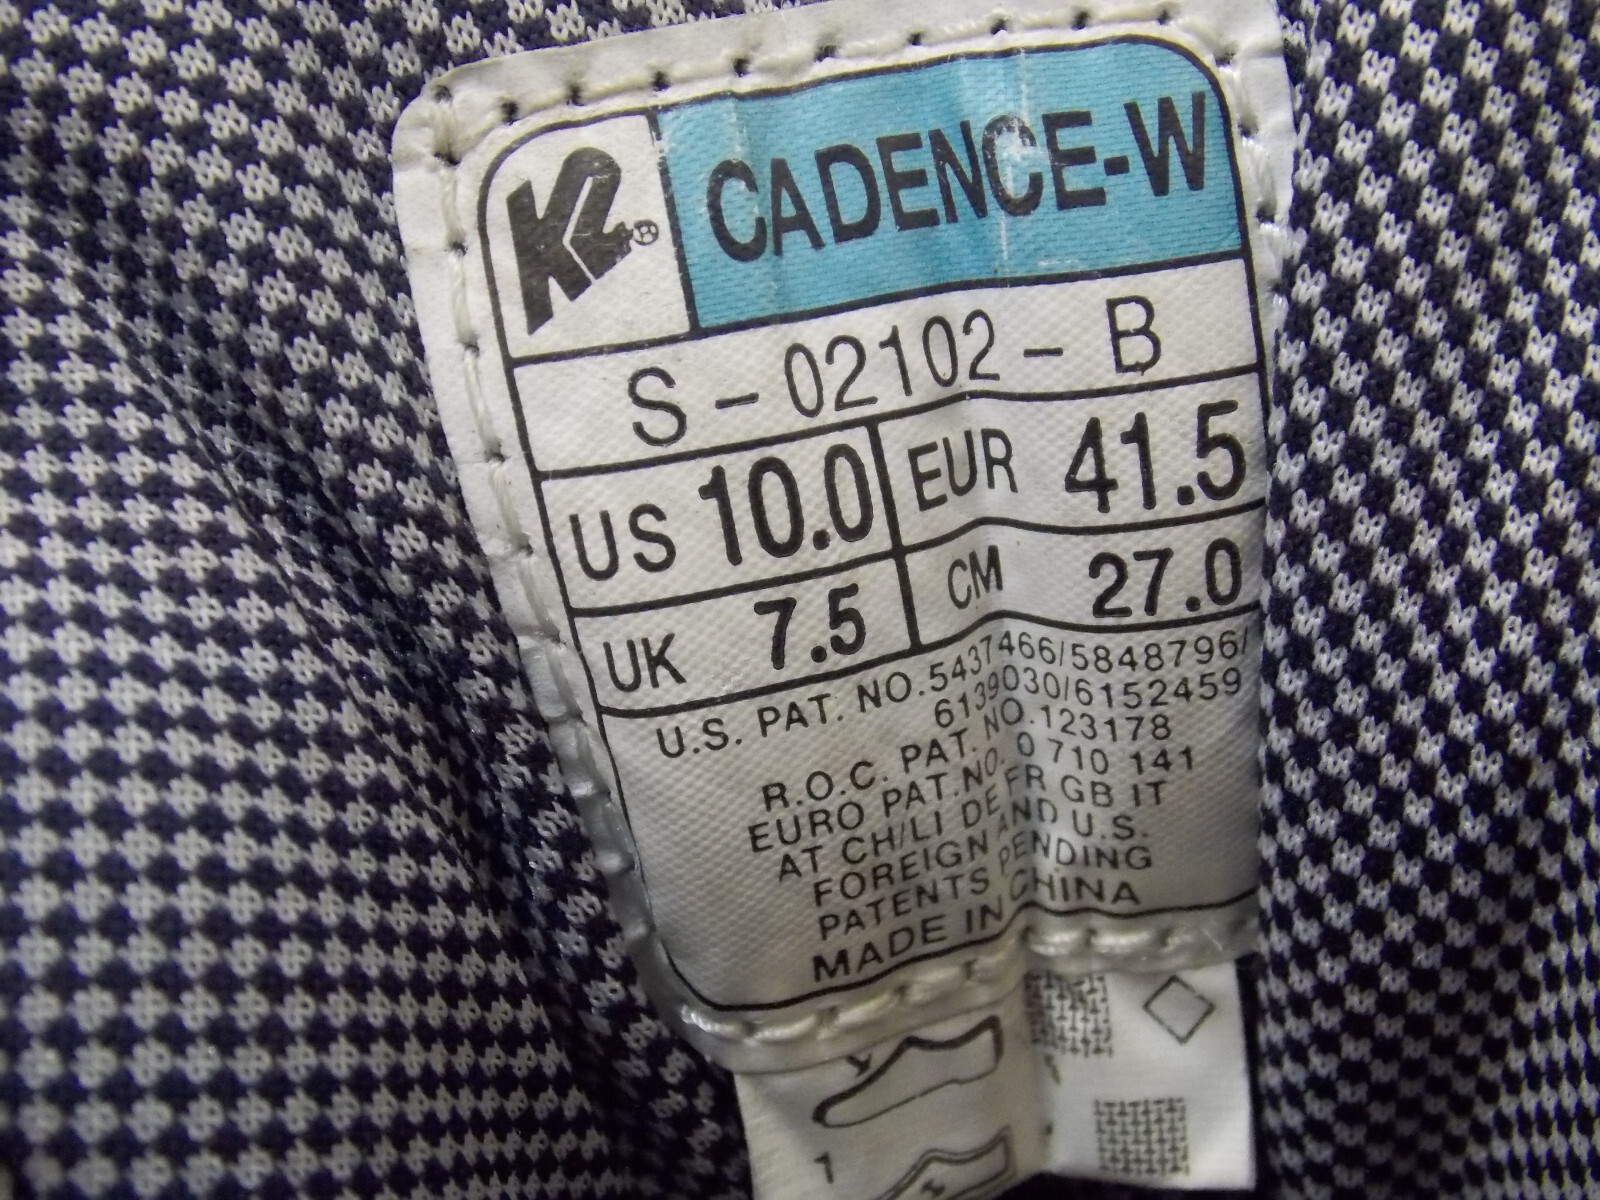 K2® CADENCE-W
S - 02102 - B
US 10.0 EUR 41.5
UK 7.5 CM 27.0
U.S. PAT. NO.5437466/5848796/
6139030/6152459
R.O.C. PAT. NO.123178
EURO PAT.NO. 0 710 141
AT CH/LI DE FR GB IT
FOREIGN AND U.S.
PATENTS PENDING
MADE IN CHINA
1